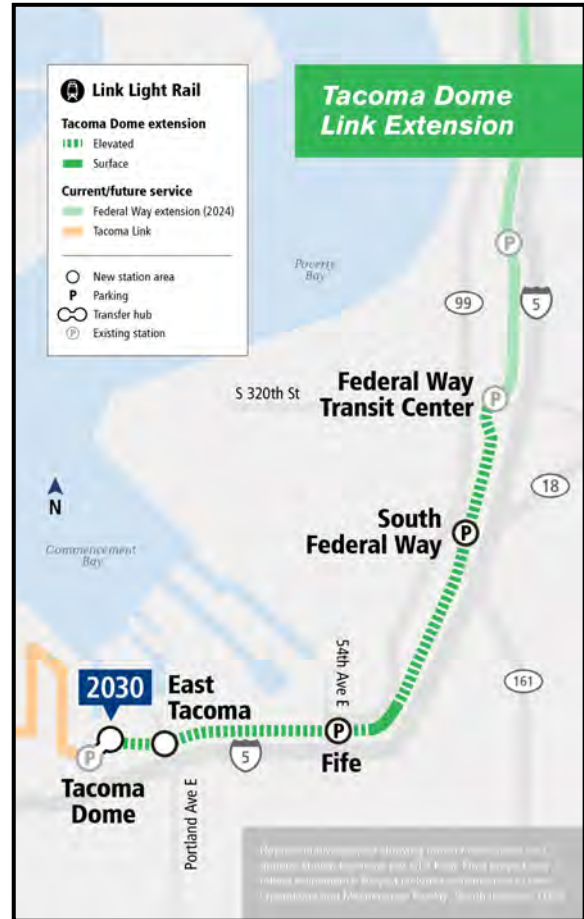 Tacoma Dome
Link Extension
Link Light Rail
Tacoma Dome extension
Elevated
Surface
Current/future service
Federal Way extension (2024)
Tacoma Link
New station area
P Parking
Transfer hub
P Existing station
Poverty
Bay
P
99
5
S 320th St
Federal Way
Transit Center
P
18
N
South
Federal Way
P
Commencement
Bay
54th Ave E
161
2030
East
Tacoma
P
P
5
Fife
Tacoma
Dome
Portland Ave E